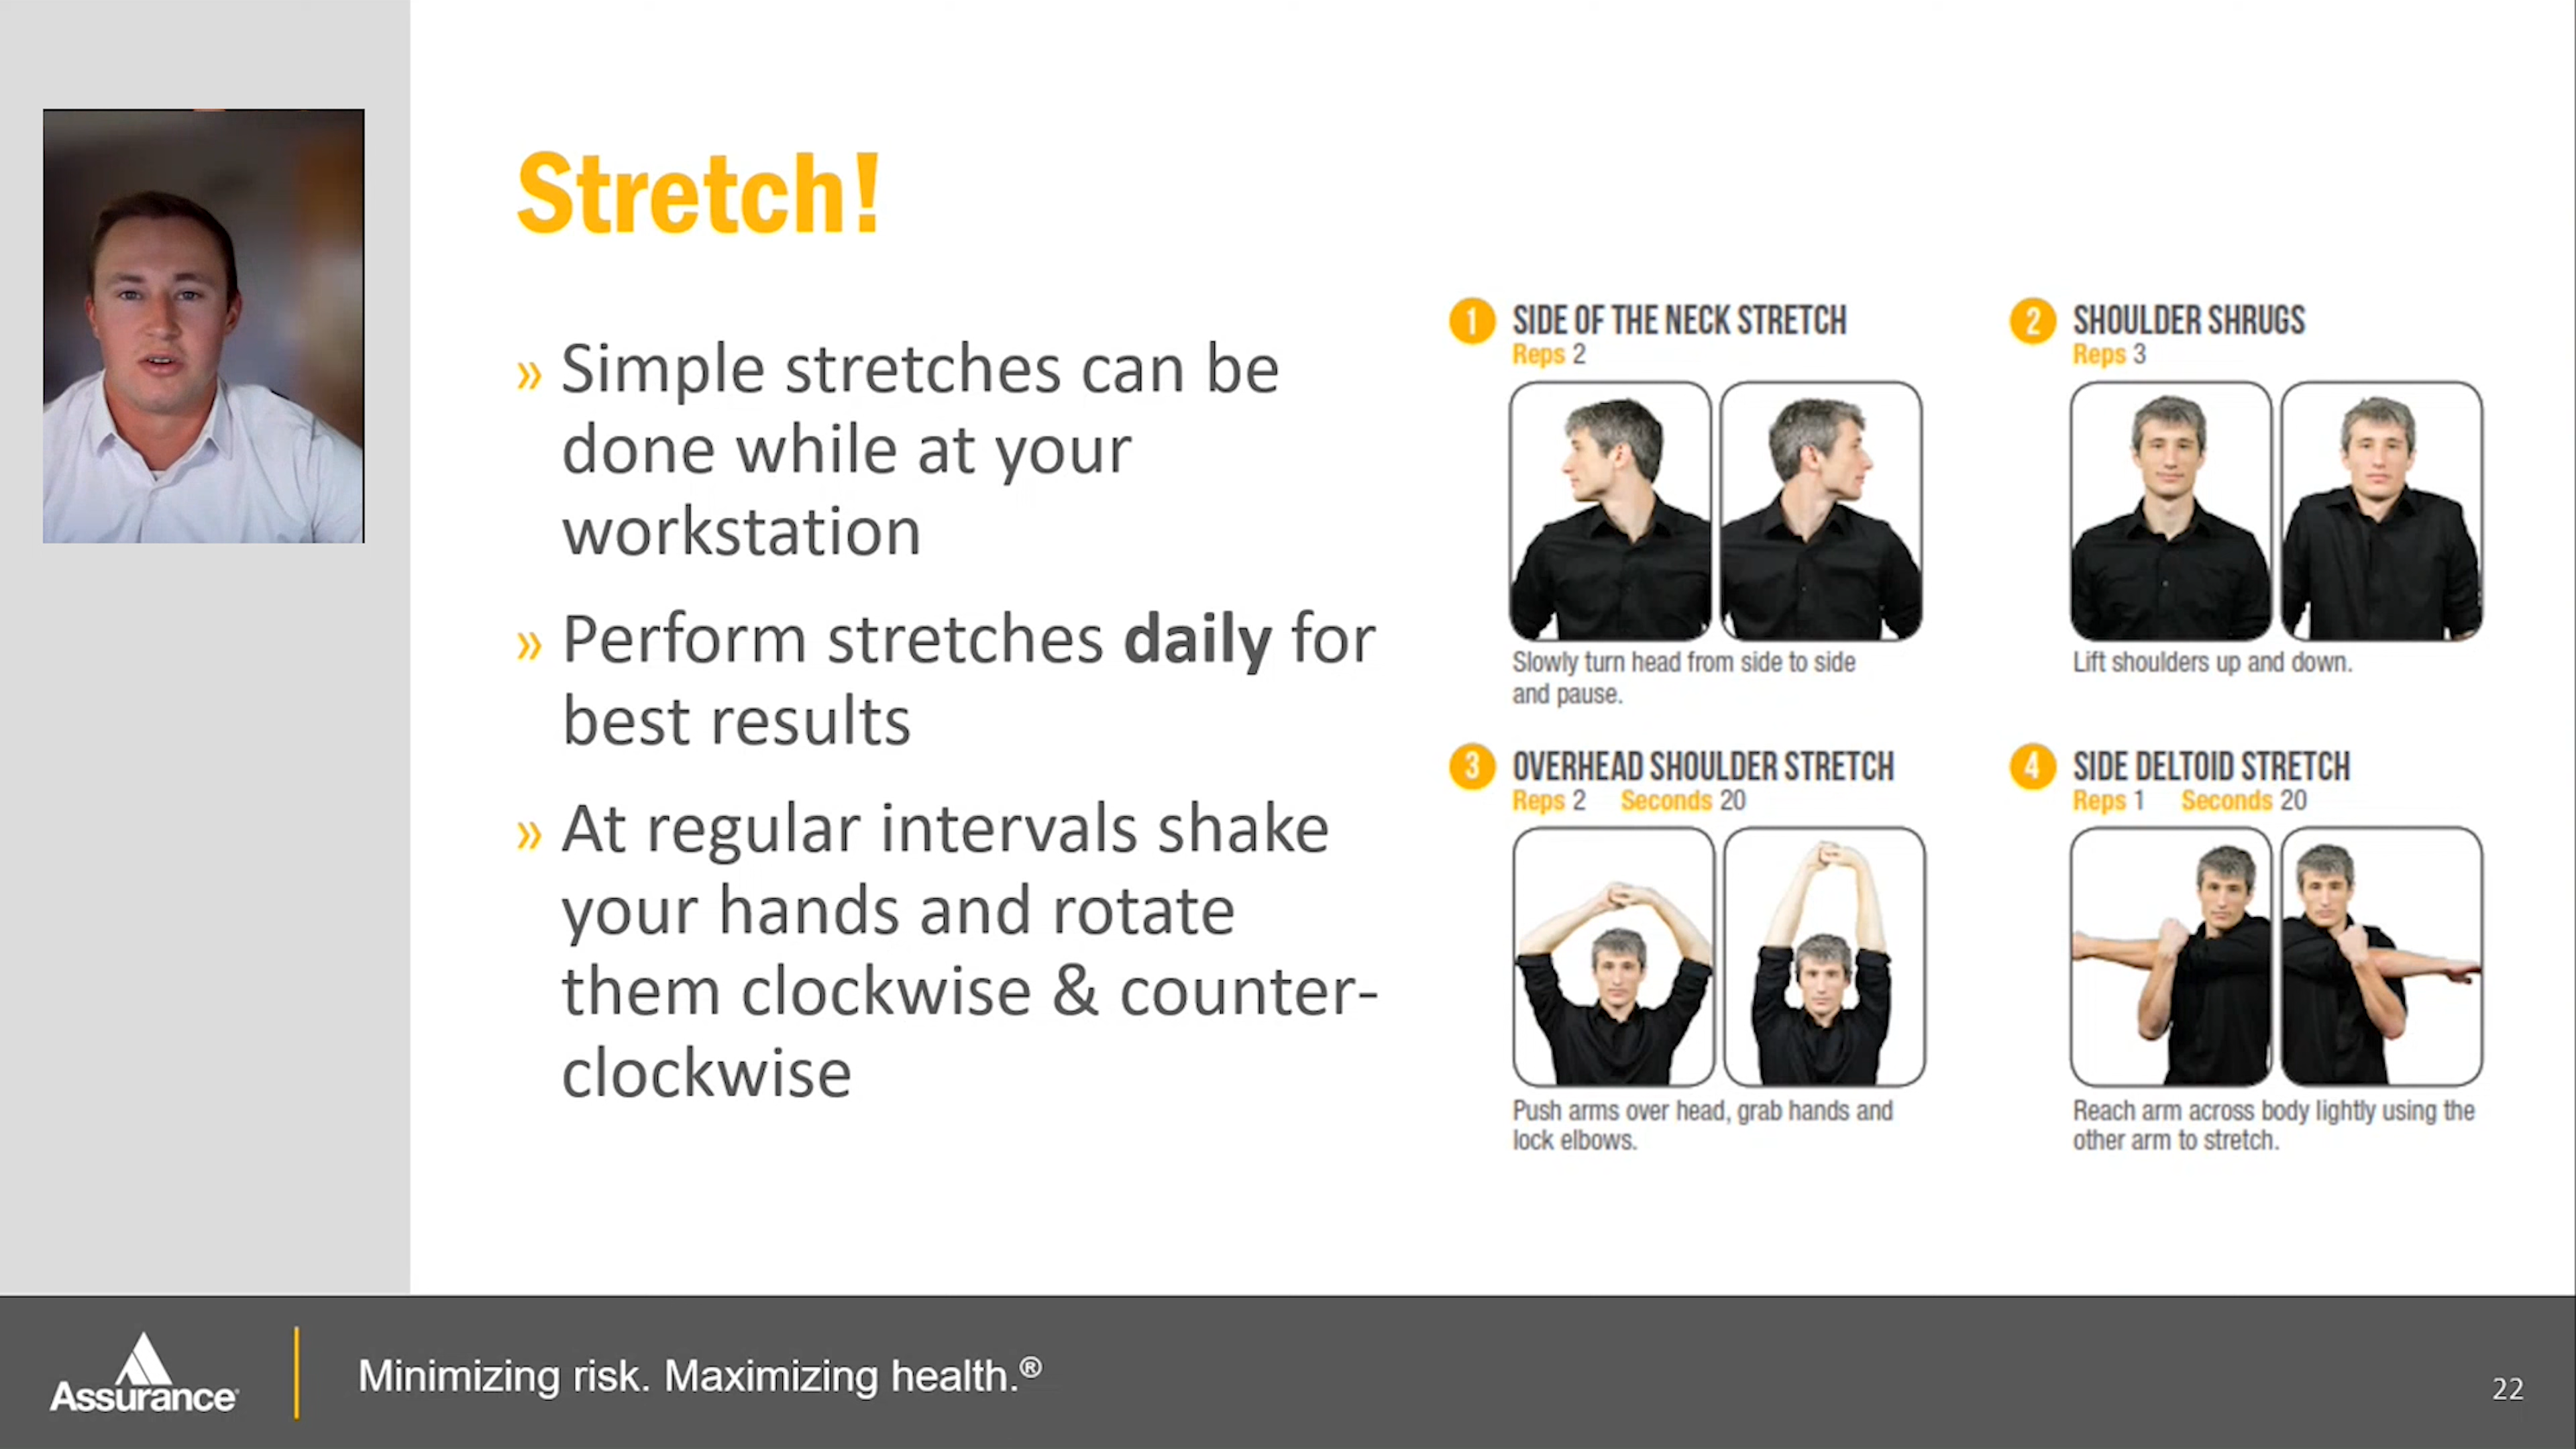 Stretch!
» Simple stretches can be
done while at your
workstation
» Perform stretches daily for
best results
» At regular intervals shake
your hands and rotate
them clockwise & counter-
clockwise
1 SIDE OF THE NECK STRETCH
Reps 2
Slowly turn head from side to side
and pause.
2 SHOULDER SHRUGS
Reps 3
Lift shoulders up and down.
3 OVERHEAD SHOULDER STRETCH
Reps 2 Seconds 20
Push arms over head, grab hands and
lock elbows.
4 SIDE DELTOID STRETCH
Reps 1 Seconds 20
Reach arm across body lightly using the
other arm to stretch.
Assurance
Minimizing risk. Maximizing health.®
22